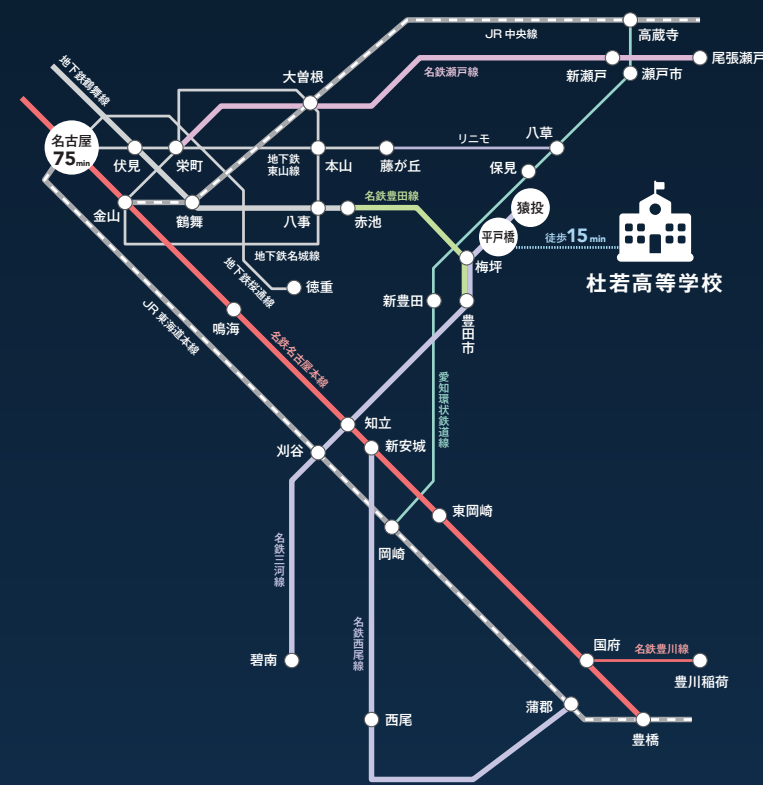 高蔵寺
JR 中央線
尾張瀬戸
名鉄瀬戸線
新瀬戸
瀬戸市
地下鉄鶴舞線
大曽根
名古屋
75min
伏見
栄町
地下鉄
東山線
本山
藤が丘
リニモ
八草
保見
猿投
金山
鶴舞
八事
赤池
名鉄豊田線
平戸橋
徒歩15min
杜若高等学校
地下鉄名城線
地下鉄桜通線
徳重
梅坪
新豊田
豊田市
JR 東海道本線
鳴海
名鉄名古屋本線
愛知環状鉄道線
知立
刈谷
新安城
東岡崎
岡崎
名鉄三河線
名鉄西尾線
碧南
西尾
国府
名鉄豊川線
豊川稲荷
蒲郡
豊橋